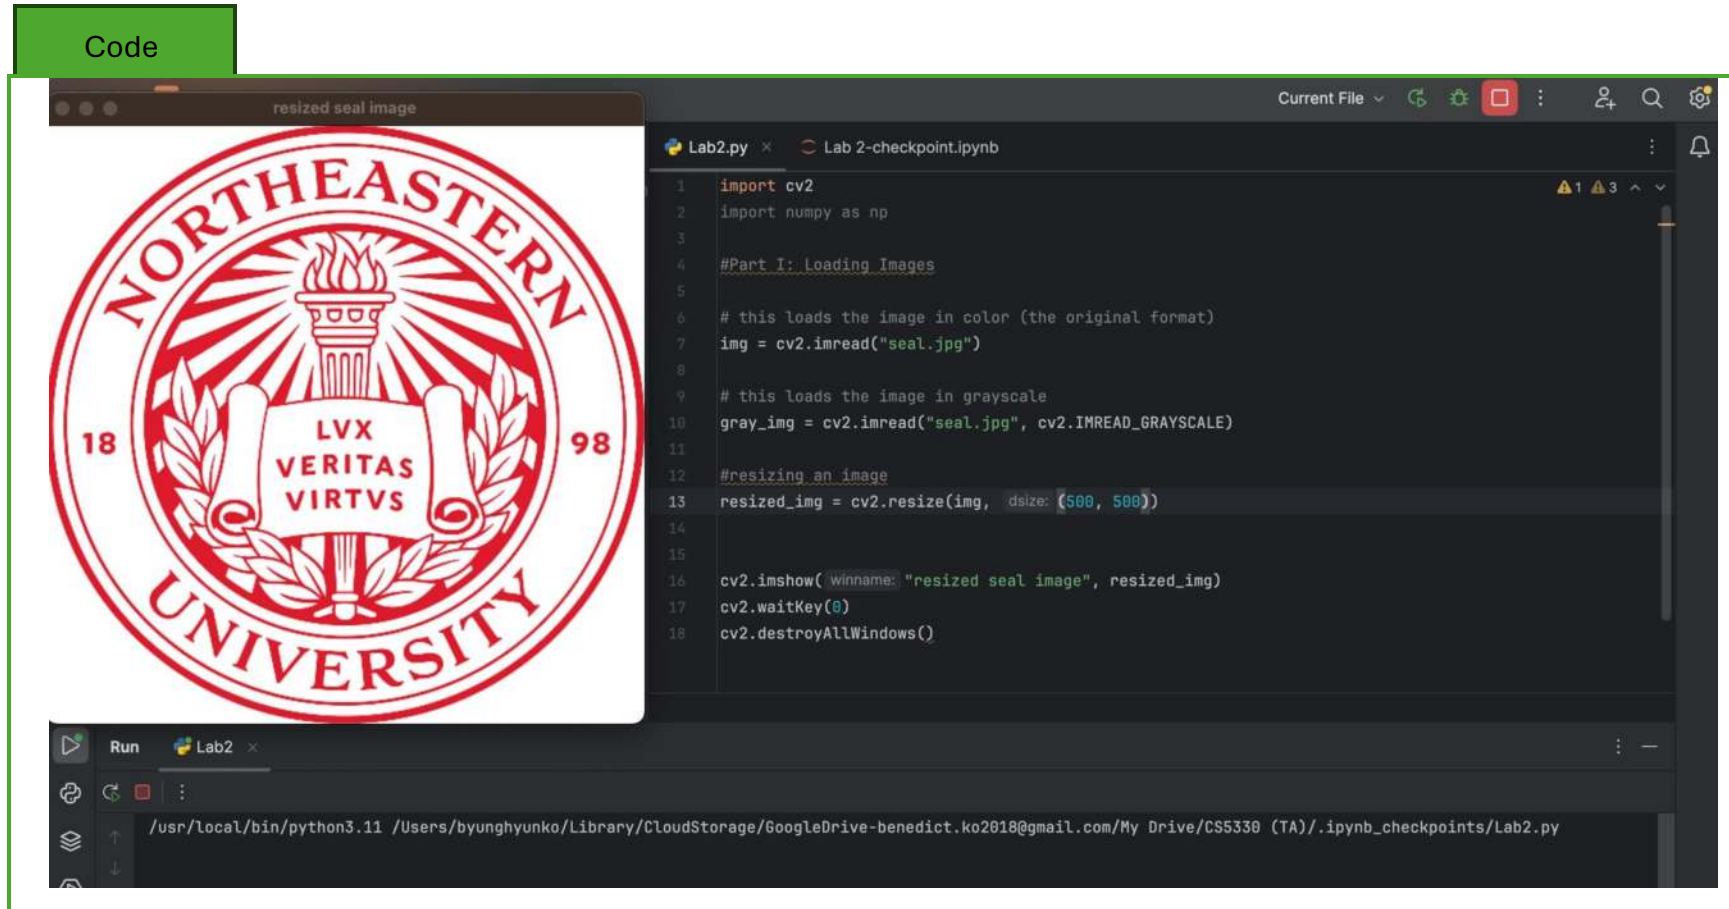 Code
resized seal image
NORTHEASTERN
18 98
LVX
VERITAS
VIRTVS
UNIVERSITY
Current File
Lab2.py × Lab 2-checkpoint.ipynb
1 import cv2
2 import numpy as np
3
4 #Part I: Loading Images
5
6 # this loads the image in color (the original format)
7 img = cv2.imread("seal.jpg")
8
9 # this loads the image in grayscale
10 gray_img = cv2.imread("seal.jpg", cv2.IMREAD_GRAYSCALE)
11
12 #resizing an image
13 resized_img = cv2.resize(img, dsize: (500, 500))
14
15
16 cv2.imshow( winname: "resized seal image", resized_img)
17 cv2.waitKey(0)
18 cv2.destroyAllWindows()
1 3
Run Lab2 ×
/usr/local/bin/python3.11 /Users/byunghyunko/Library/CloudStorage/GoogleDrive-benedict.ko2018@gmail.com/My Drive/CS5330 (TA)/.ipynb_checkpoints/Lab2.py